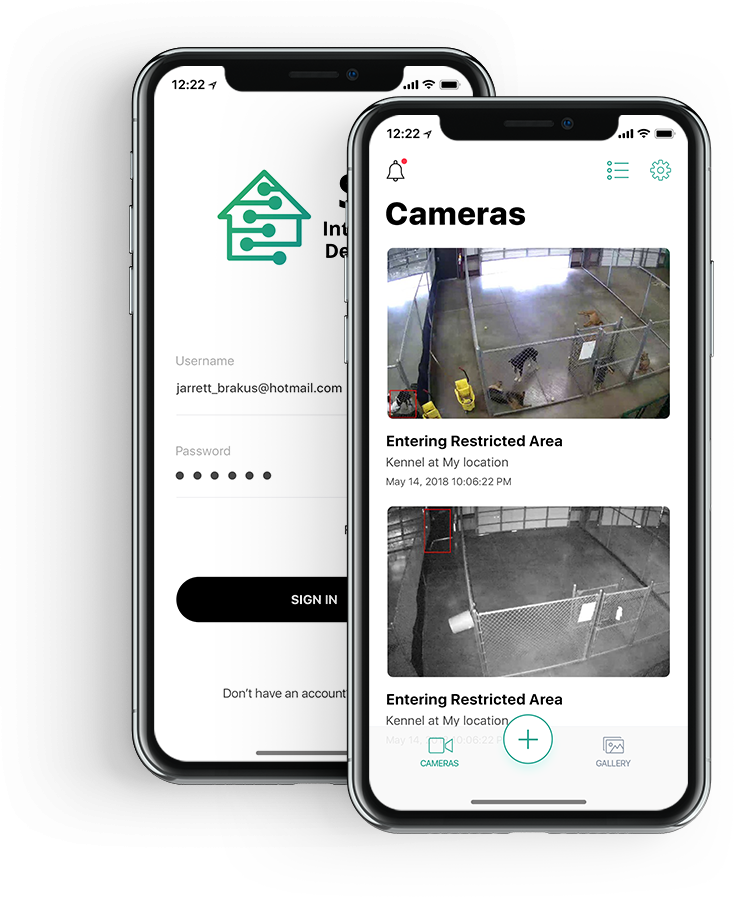 12:22
S
Int
De
Username
jarrett_brakus@hotmail.com
Password
SIGN IN
Don't have an account
12:22
Cameras
Entering Restricted Area
Kennel at My location
May 14, 2018 10:06:22 PM
Entering Restricted Area
Kennel at My location
May 14, 2018 10:06:22 P
CAMERAS
GALLERY